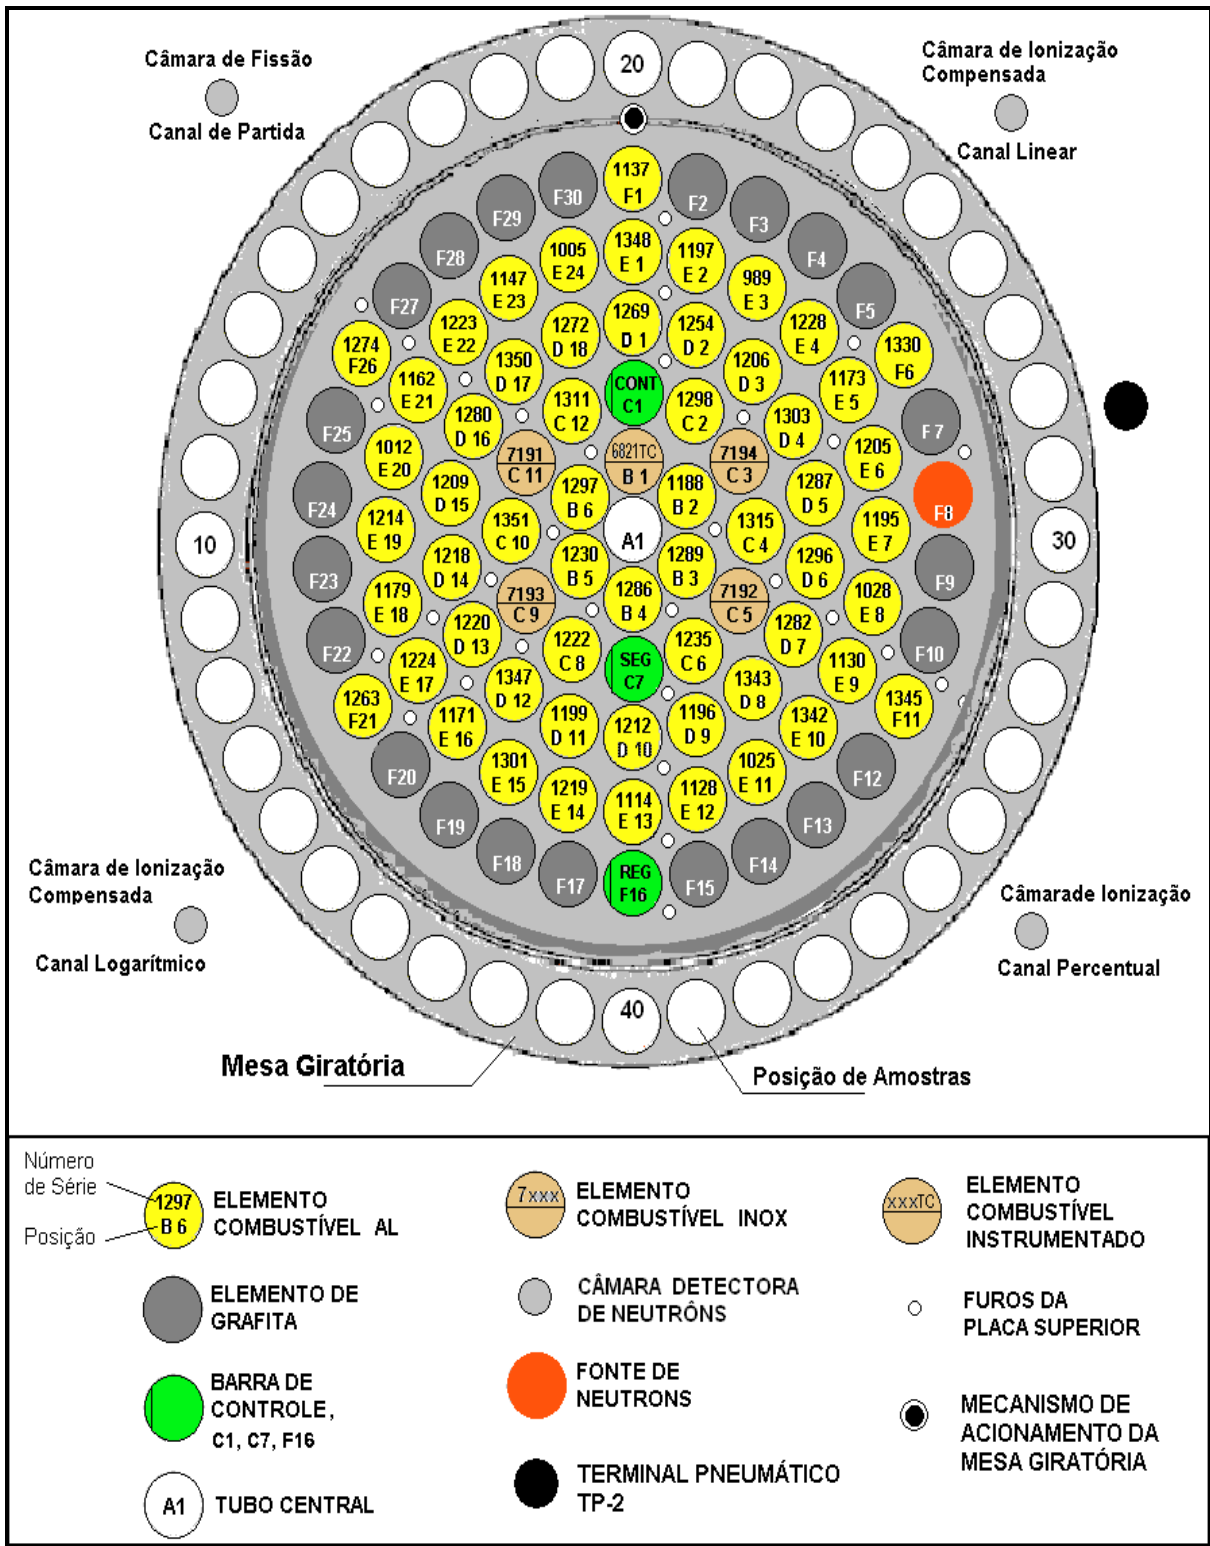 Câmara de Fissão
Canal de Partida
Câmara de Ionização
Compensada
Canal Linear
20
1137
F1
F30
F2
F29
F3
F28
F4
1348
E 1
1005
E 24
1197
E 2
1147
E 23
989
E 3
F27
F5
1223
E 22
1228
E 4
1269
D 1
1272
D 18
1254
D 2
1274
F26
1330
F6
1350
D 17
1206
D 3
1162
E 21
1173
E 5
CONT
C1
1311
C 12
1298
C 2
F25
F 7
1280
D 16
1303
D 4
1012
E 20
1205
E 6
7191
C 11
6821TC
B 1
7194
C 3
1297
B 6
1188
B 2
1209
D 15
1287
D 5
F24
F8
1214
E 19
1351
C 10
A1
1315
C 4
1195
E 7
10
30
1218
D 14
1230
B 5
1289
B 3
1296
D 6
F23
F9
1179
E 18
7193
C 9
1286
B 4
7192
C 5
1028
E 8
F22
F10
1220
D 13
1282
D 7
1222
C 8
1235
C 6
SEG
C7
1224
E 17
1130
E 9
1347
D 12
1343
D 8
1263
F21
1345
F11
1171
E 16
1199
D 11
1212
D 10
1196
D 9
1342
E 10
F20
F12
1301
E 15
1025
E 11
1219
E 14
1114
E 13
1128
E 12
F19
F13
F18
F14
F17
REG
F16
F15
40
Câmara de Ionização
Compensada
Canal Logarítmico
Câmarade Ionização
Canal Percentual
Mesa Giratória
Posição de Amostras
Número
de Série
Posição
1297
B 6
ELEMENTO
COMBUSTÍVEL AL
7xxx
ELEMENTO
COMBUSTÍVEL INOX
xxxTC
ELEMENTO
COMBUSTÍVEL
INSTRUMENTADO
ELEMENTO DE
GRAFITA
CÂMARA DETECTORA
DE NEUTRÔNS
FUROS DA
PLACA SUPERIOR
BARRA DE
CONTROLE,
C1, C7, F16
FONTE DE
NEUTRONS
MECANISMO DE
ACIONAMENTO DA
MESA GIRATÓRIA
A1
TUBO CENTRAL
TERMINAL PNEUMÁTICO
TP-2